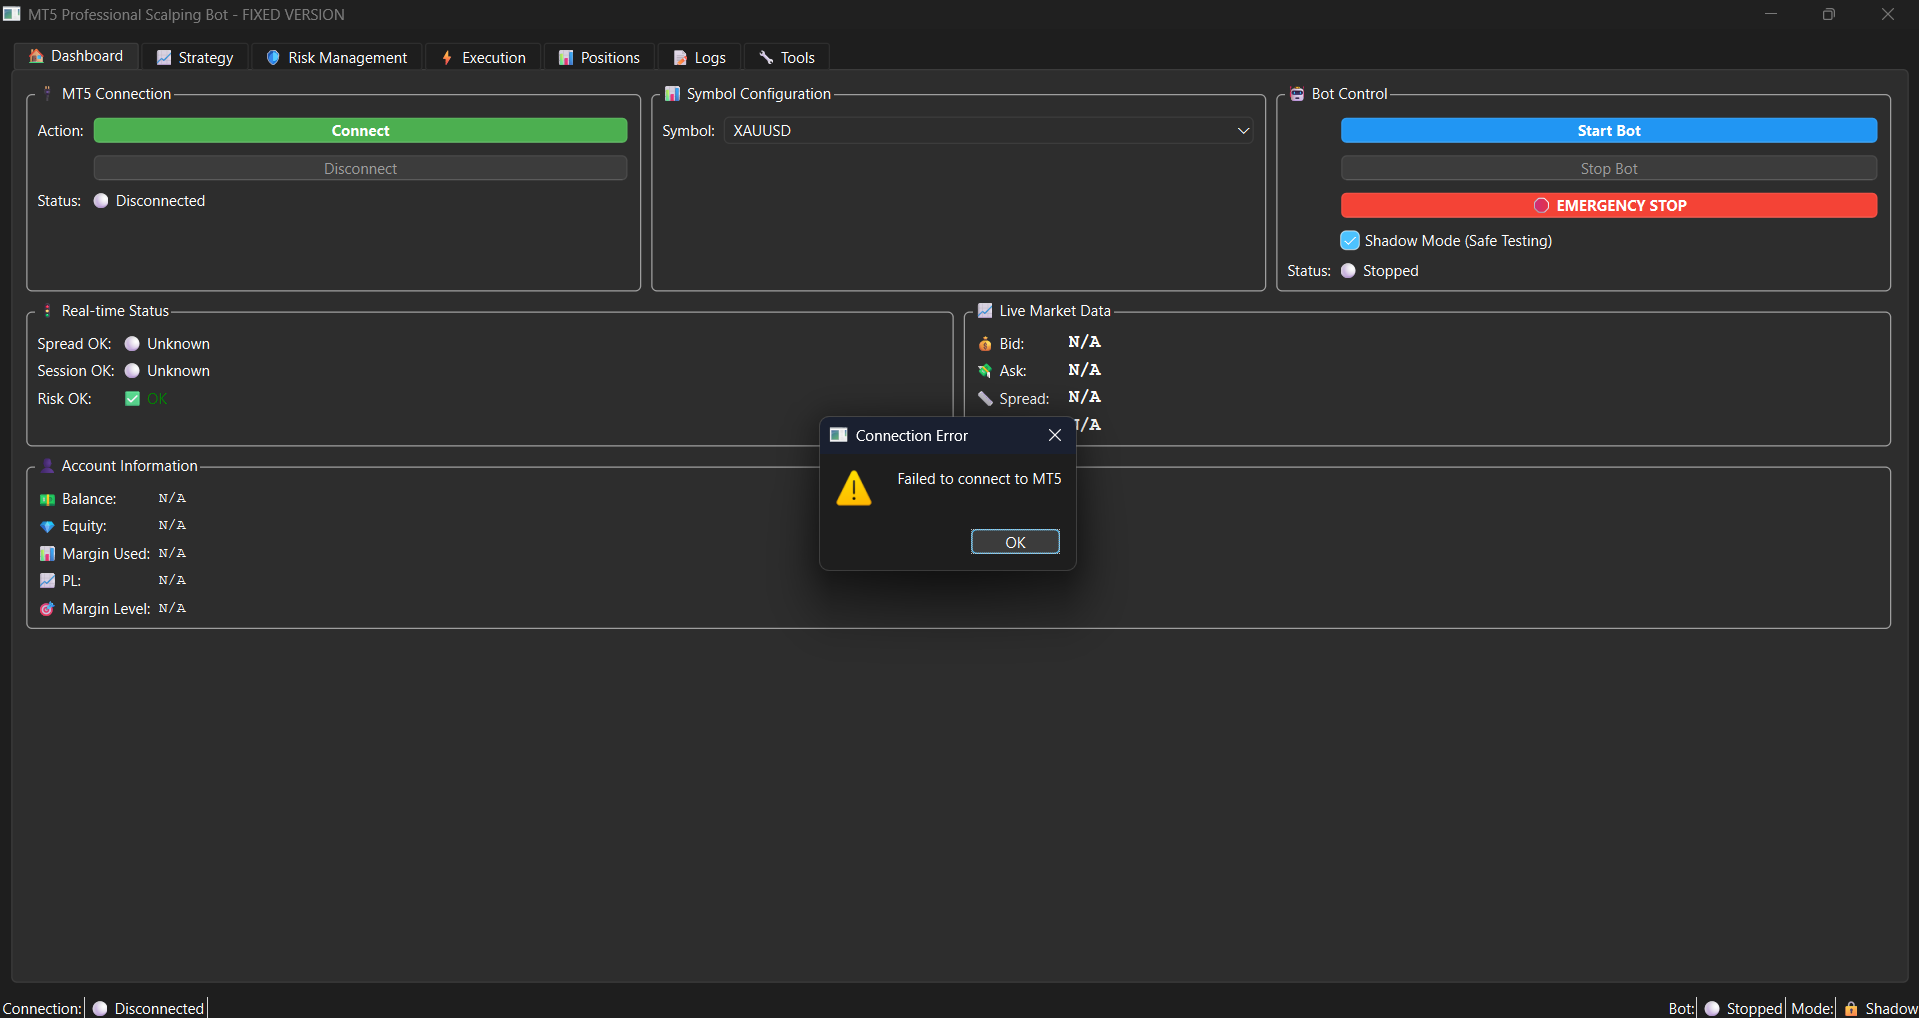 MT5 Professional Scalping Bot - FIXED VERSION
Dashboard
Strategy
Risk Management
Execution
Positions
Logs
Tools
MT5 Connection
Action:
Connect
Disconnect
Status:
Disconnected
Symbol Configuration
Symbol:
XAUUSD
Bot Control
Start Bot
Stop Bot
EMERGENCY STOP
Shadow Mode (Safe Testing)
Status:
Stopped
Real-time Status
Spread OK:
Unknown
Session OK:
Unknown
Risk OK:
OK
Live Market Data
Bid:
N/A
Ask:
N/A
Spread:
N/A
/A
Account Information
Balance:
N/A
Equity:
N/A
Margin Used:
N/A
PL:
N/A
Margin Level:
N/A
Connection Error
Failed to connect to MT5
OK
Connection:
Disconnected
Bot:
Stopped
Mode:
Shadow